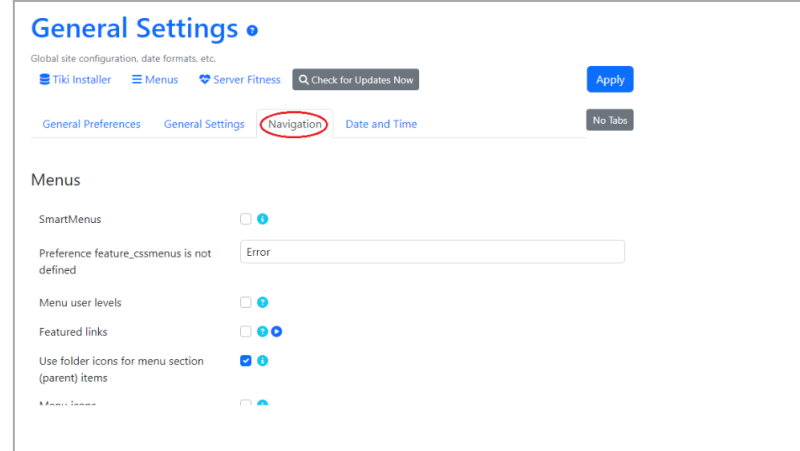 General Settings
Global site configuration, date formats, etc.
Tiki Installer Menus Server Fitness Check for Updates Now Apply
General Preferences General Settings Navigation Date and Time No Tabs
Menus
SmartMenus
Preference feature_cssmenus is not
defined
Error
Menu user levels
Featured links
Use folder icons for menu section
(parent) items
Menu icons